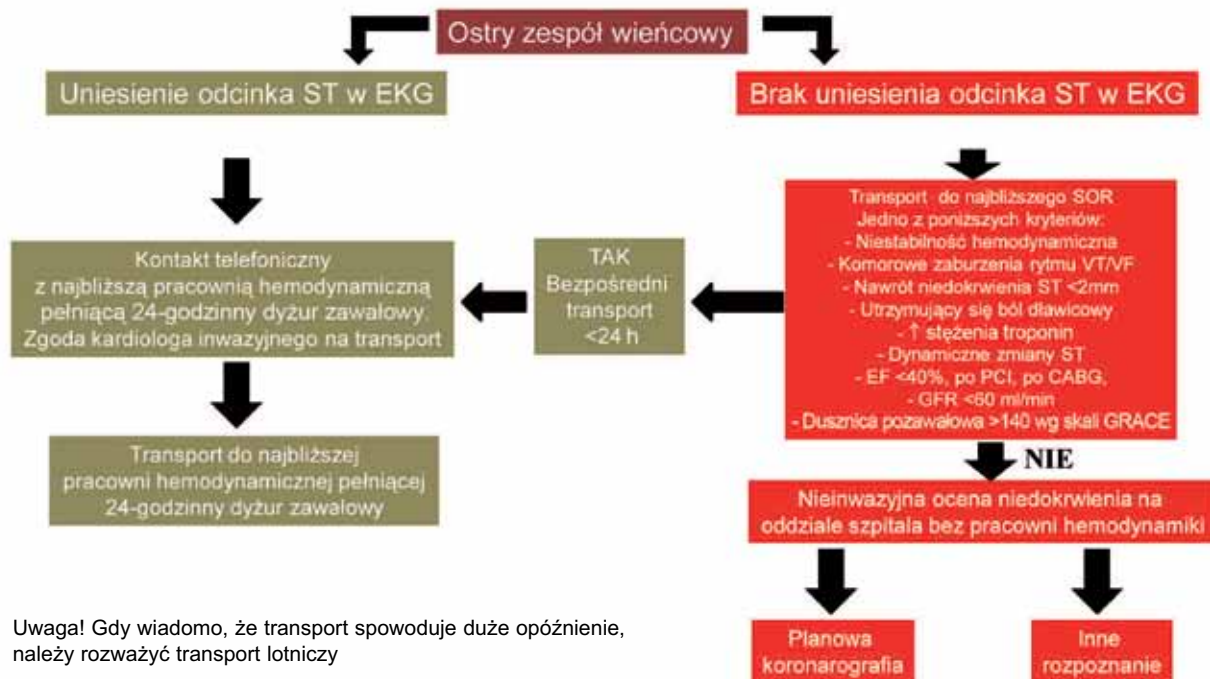 Ostry zespół wieńcowy
Uniesienie odcinka ST w EKG
Brak uniesienia odcinka ST w EKG
Kontakt telefoniczny
z najbliższą pracownią hemodynamiczną
pełniącą 24-godzinny dyżur zawałowy.
Zgoda kardiologa inwazyjnego na transport
TAK
Bezpośredni
transport
<24 h
Transport do najbliższego SOR
Jedno z poniższych kryteriów:
- Niestabilność hemodynamiczna
- Komorowe zaburzenia rytmu VT/VF
- Nawrót niedokrwienia ST <2mm
- Utrzymujący się ból dławicowy
- ↑ stężenia troponin
- Dynamiczne zmiany ST
- EF <40%, po PCI, po CABG,
- GFR <60 ml/min
- Dusznica pozawałowa >140 wg skali GRACE
Transport do najbliższej
pracowni hemodynamicznej pełniącej
24-godzinny dyżur zawałowy
NIE
Nieinwazyjna ocena niedokrwienia na
oddziale szpitala bez pracowni hemodynamiki
Planowa
koronarografia
Inne
rozpoznanie
Uwaga! Gdy wiadomo, że transport spowoduje duże opóźnienie,
należy rozważyć transport lotniczy